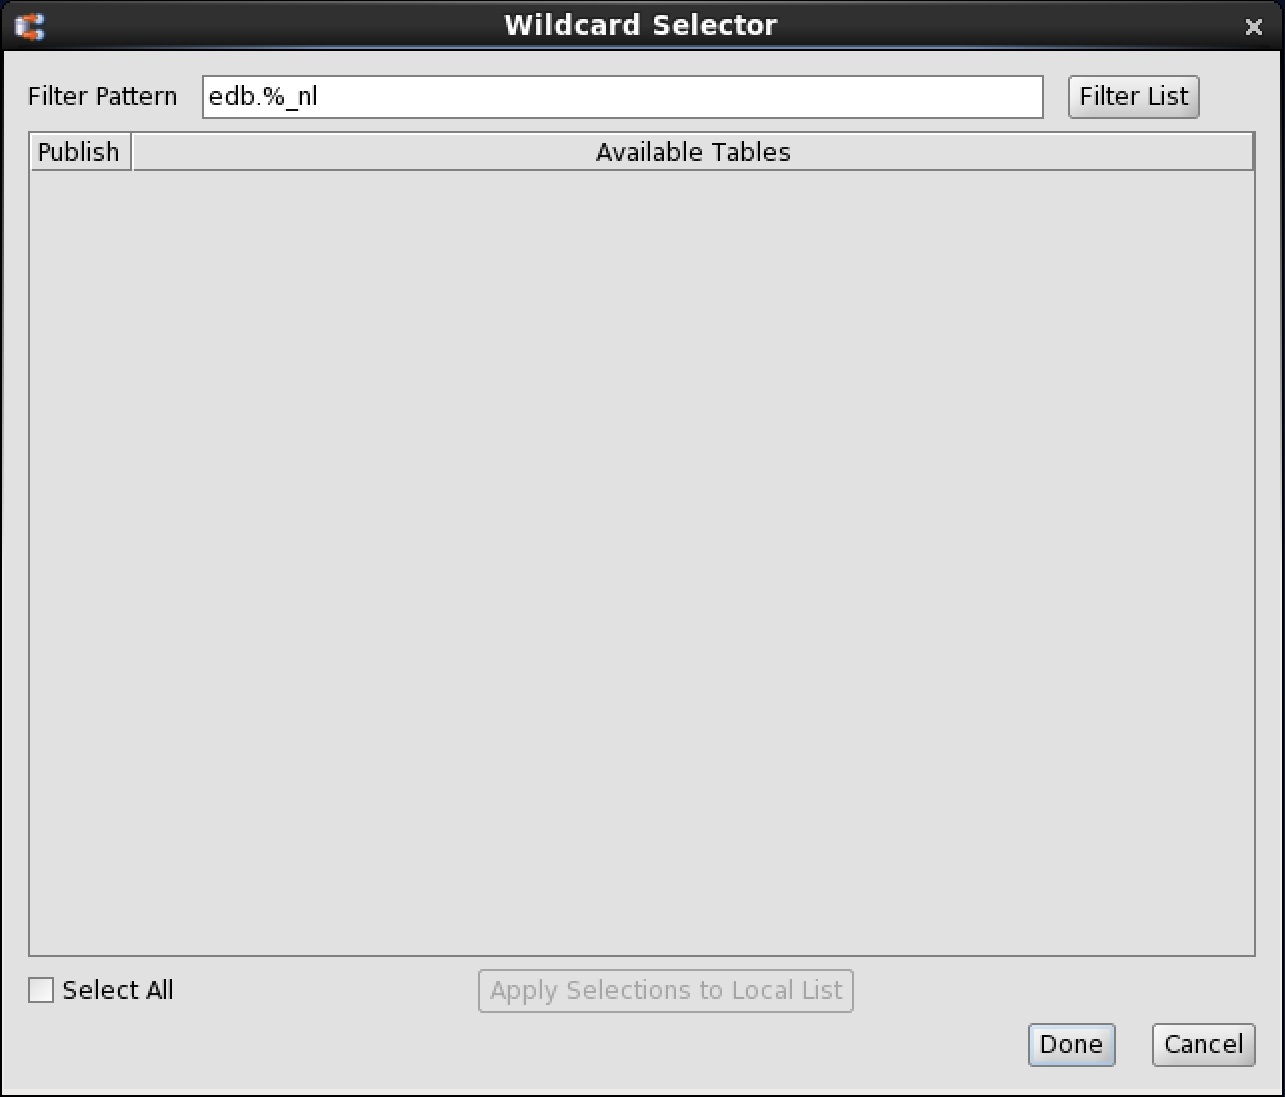 Wildcard Selector
Filter Pattern edb.%_nl Filter List
Publish Available Tables
Select All Apply Selections to Local List
Done Cancel